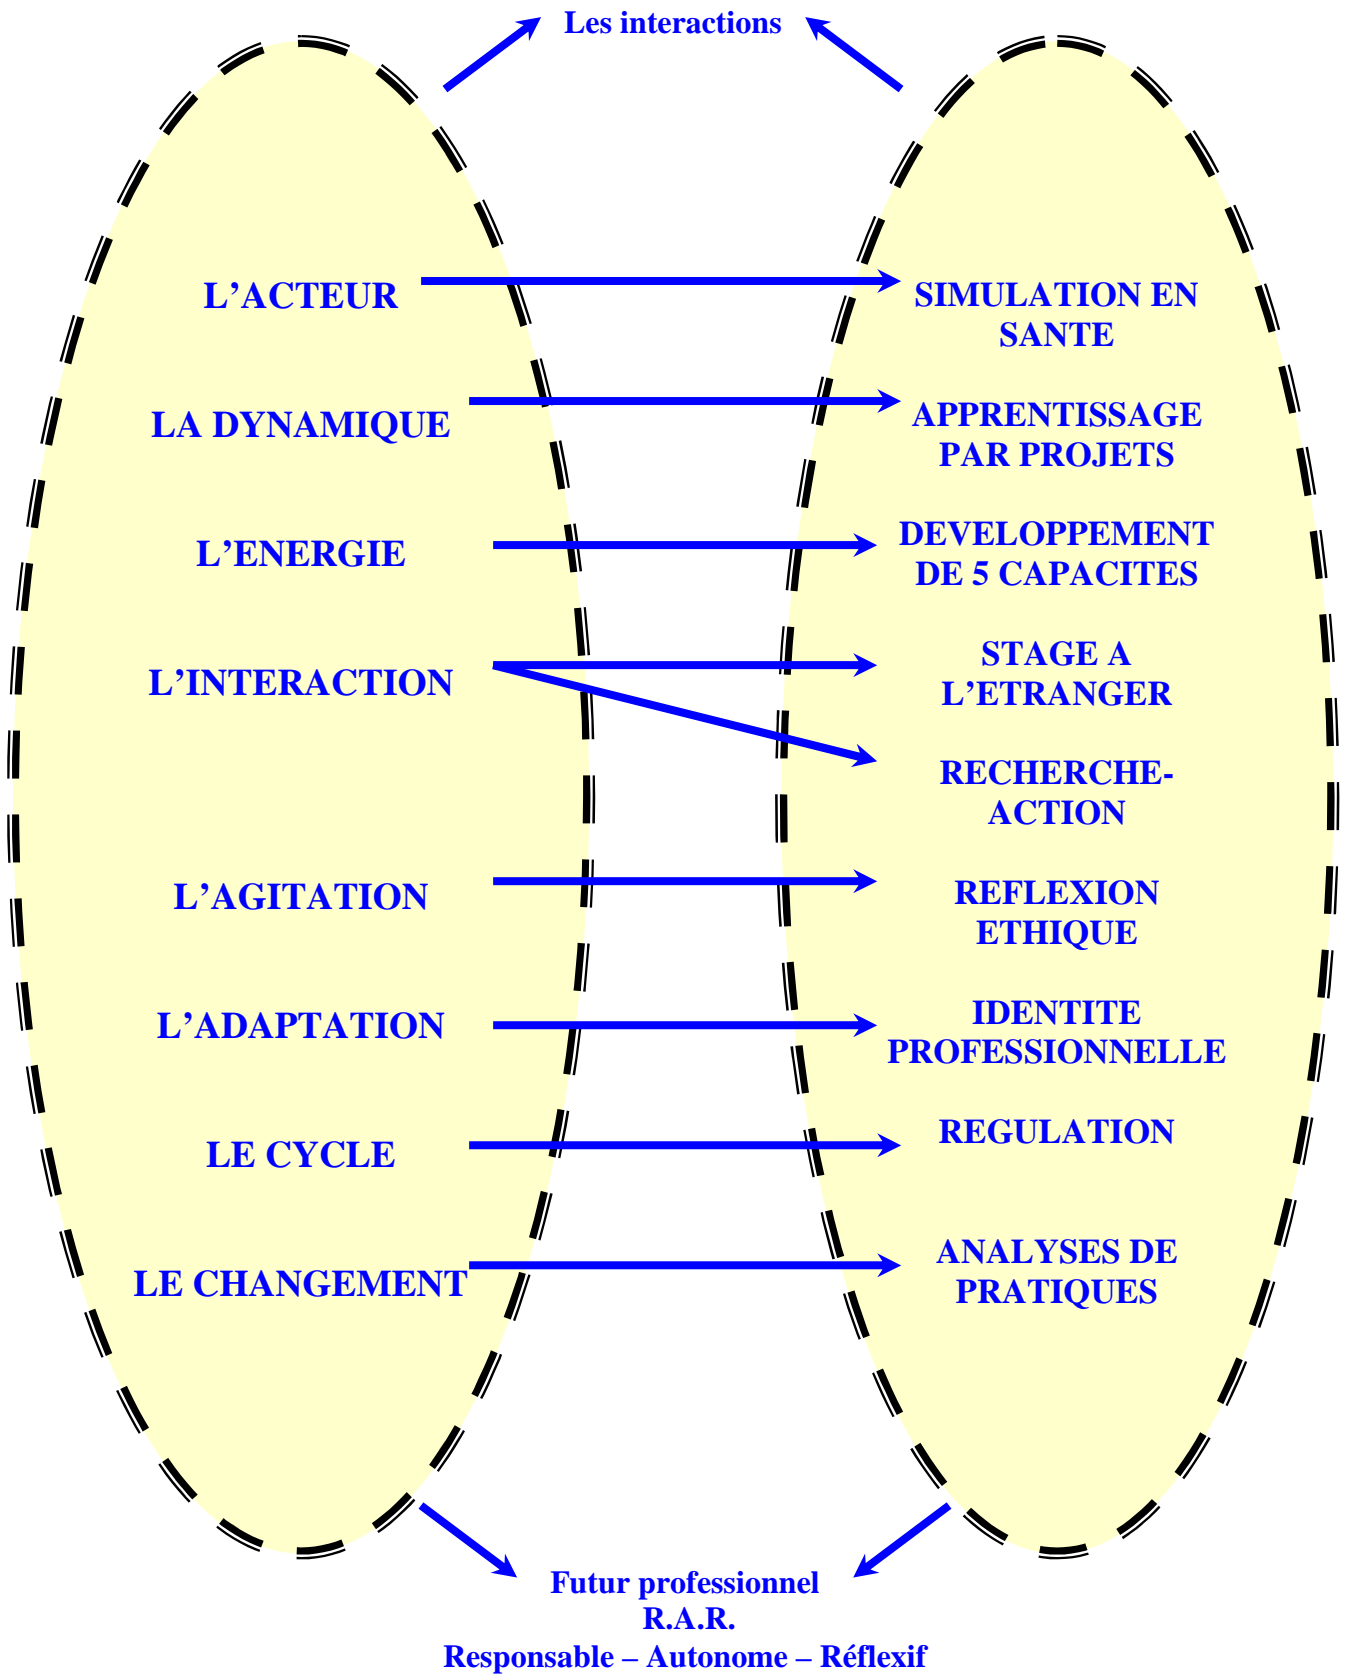 Les interactions
L’ACTEUR
LA DYNAMIQUE
L’ENERGIE
L’INTERACTION
L’AGITATION
L’ADAPTATION
LE CYCLE
LE CHANGEMENT
SIMULATION EN
SANTE
APPRENTISSAGE
PAR PROJETS
DEVELOPPEMENT
DE 5 CAPACITES
STAGE A
L’ETRANGER
RECHERCHE-
ACTION
REFLEXION
ETHIQUE
IDENTITE
PROFESSIONNELLE
REGULATION
ANALYSES DE
PRATIQUES
Futur professionnel
R.A.R.
Responsable – Autonome – Réflexif